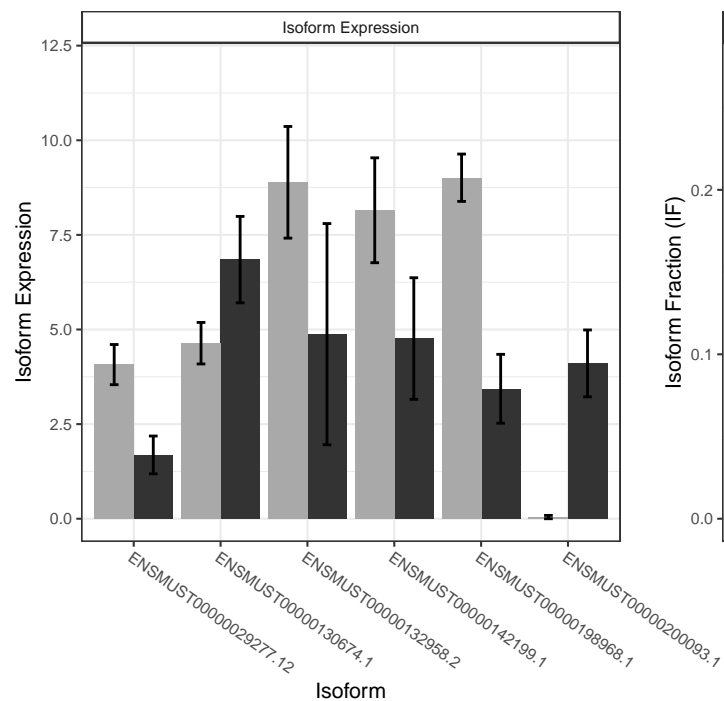 Isoform Expression
12.5
10.0
7.5
5.0
2.5
0.0
Isoform Expression
ENSMUST00000029277.12
ENSMUST00000130674.1
ENSMUST00000132958.2
ENSMUST00000142199.1
ENSMUST00000198968.1
ENSMUST00000200093.1
Isoform
0.2
0.1
0.0
Isoform Fraction (IF)